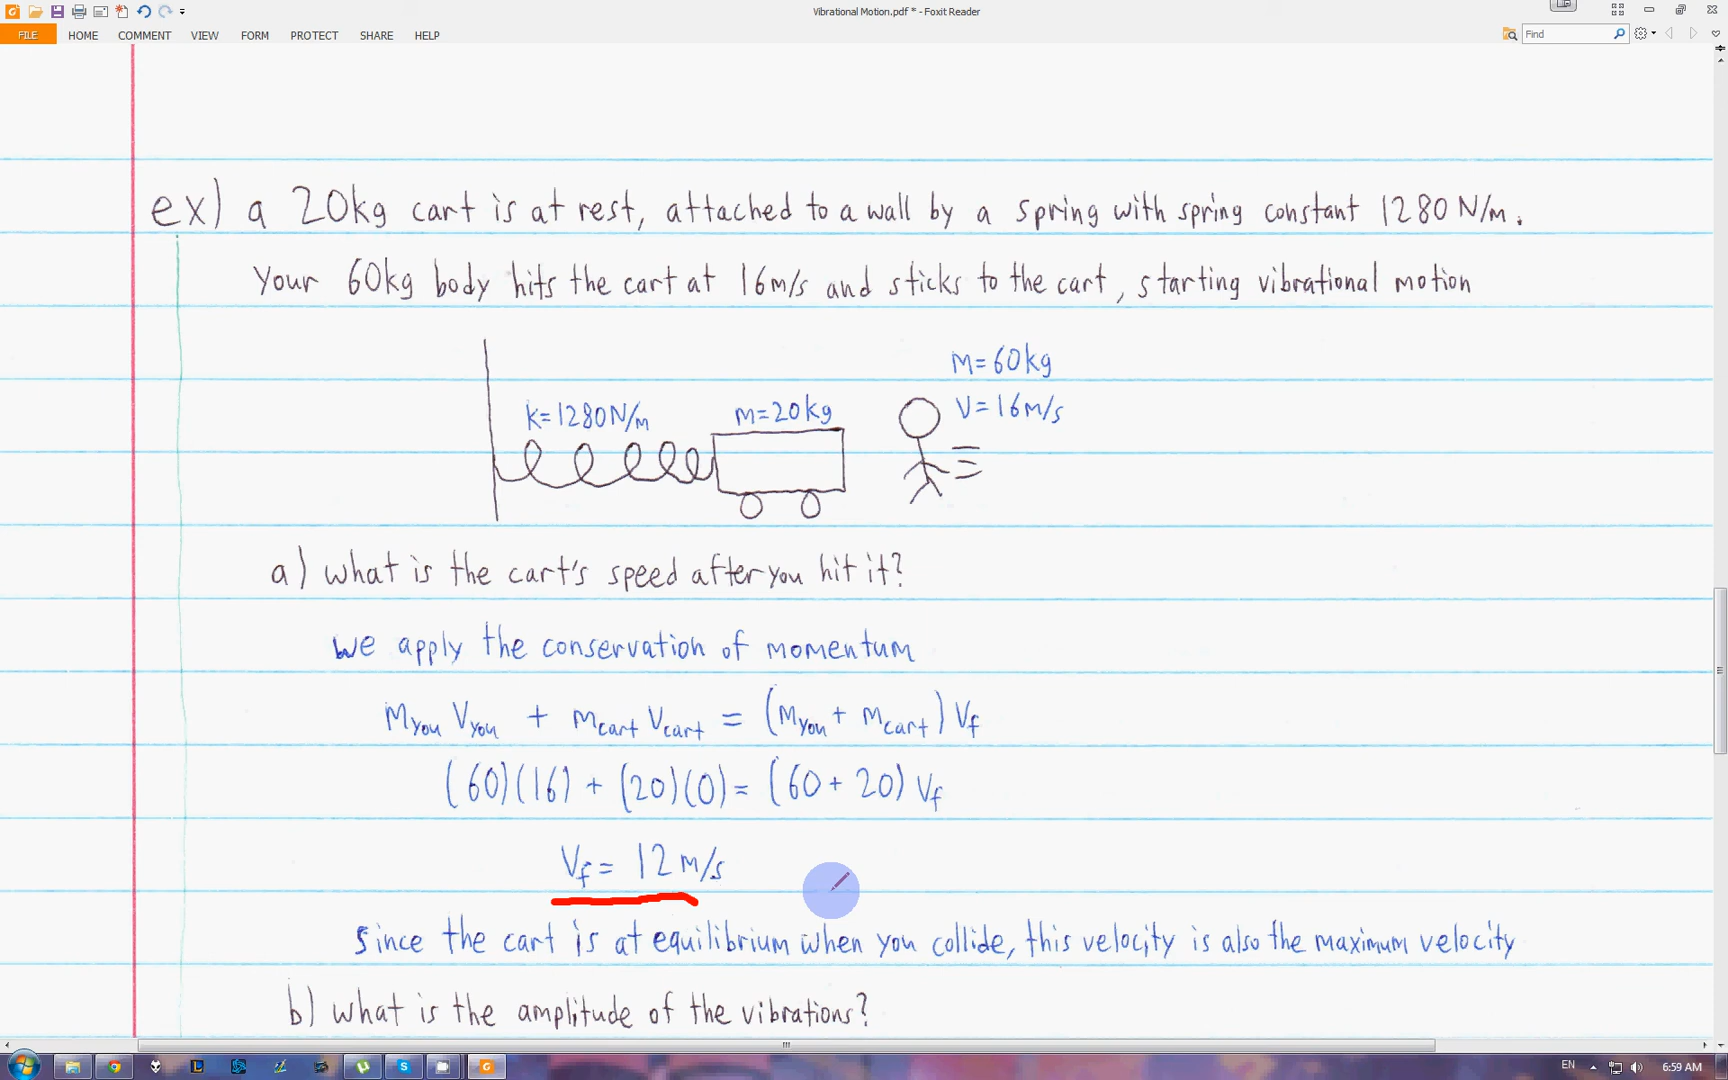 Vibrational Motion.pdf * - Foxit Reader
FILE HOME COMMENT VIEW FORM PROTECT SHARE HELP
Find
ex) a 20kg cart is at rest, attached to a wall by a spring with spring constant 1280 N/m.
Your 60kg body hits the cart at 16m/s and sticks to the cart, starting vibrational motion
M=60kg
V=16m/s
k=1280N/m
m=20kg
a) what is the cart's speed after you hit it?
we apply the conservation of momentum
Myou Vyou + mcart Vcart = (Myou + mcart) Vf
(60)(16) + (20)(0) = (60+20) Vf
Vf = 12 m/s
since the cart is at equilibrium when you collide, this velocity is also the maximum velocity
b) what is the amplitude of the vibrations?
EN
6:59 AM